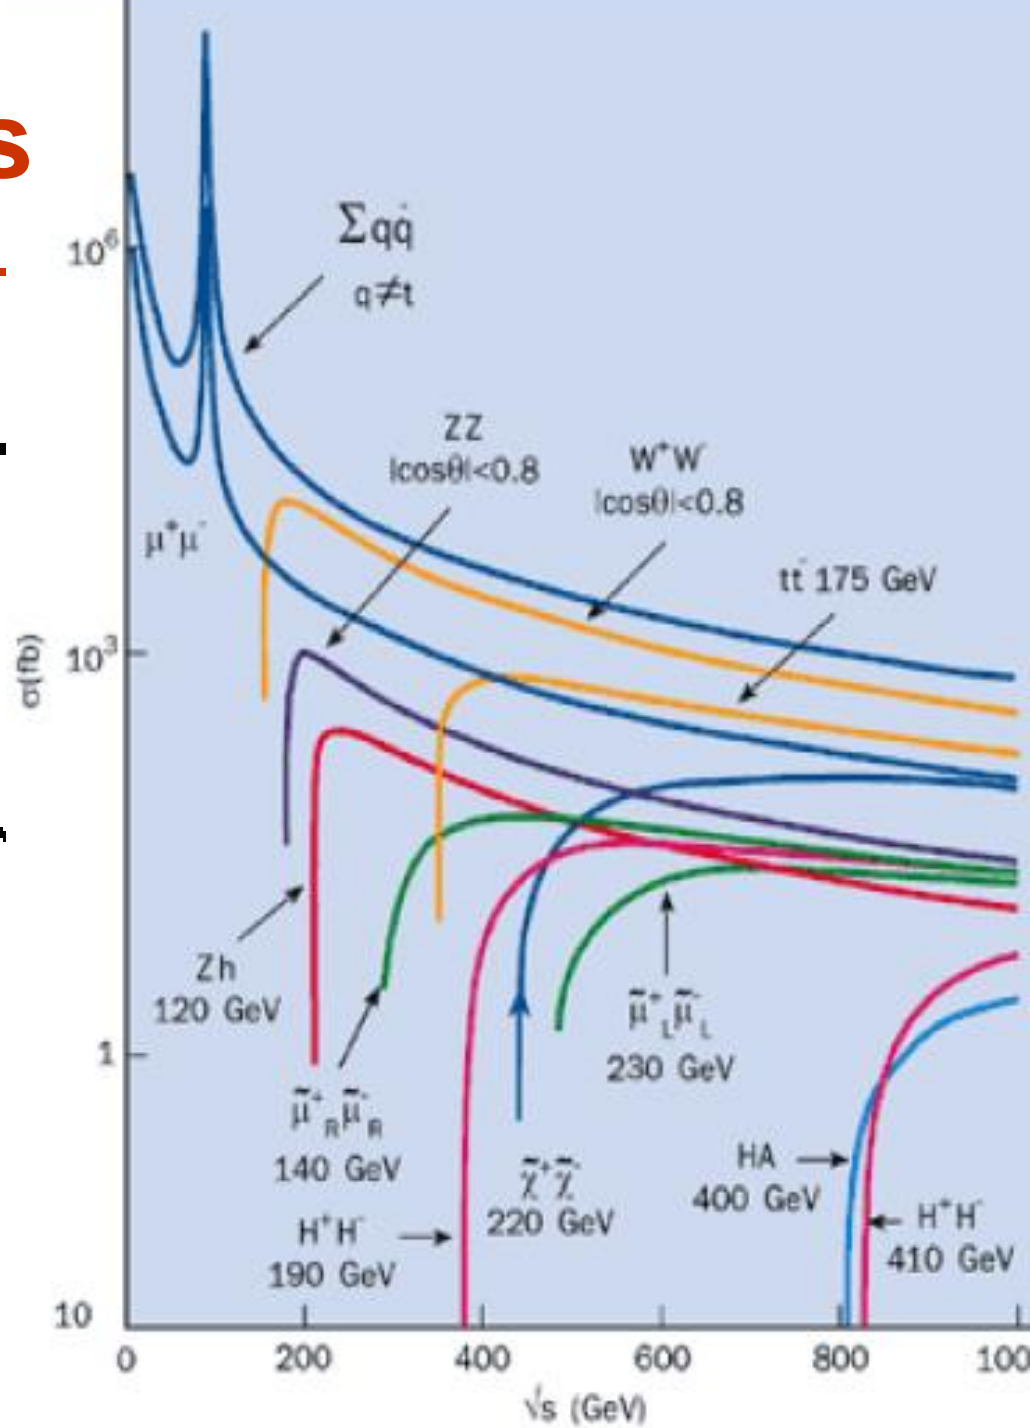 s
10⁶
Σqq̄
q≠t
ZZ
|cosθ|<0.8
W⁺W⁻
|cosθ|<0.8
μ⁺μ⁻
tt̄ 175 GeV
σ(fb)
10³
Zh
120 GeV
μ̃⁺L μ̃⁻L
230 GeV
1
μ̃⁺R μ̃⁻R
140 GeV
χ̃⁺χ̃⁻
220 GeV
HA
400 GeV
H⁺H⁻
190 GeV
H⁺H⁻
410 GeV
10
0 200 400 600 800 100
√s (GeV)